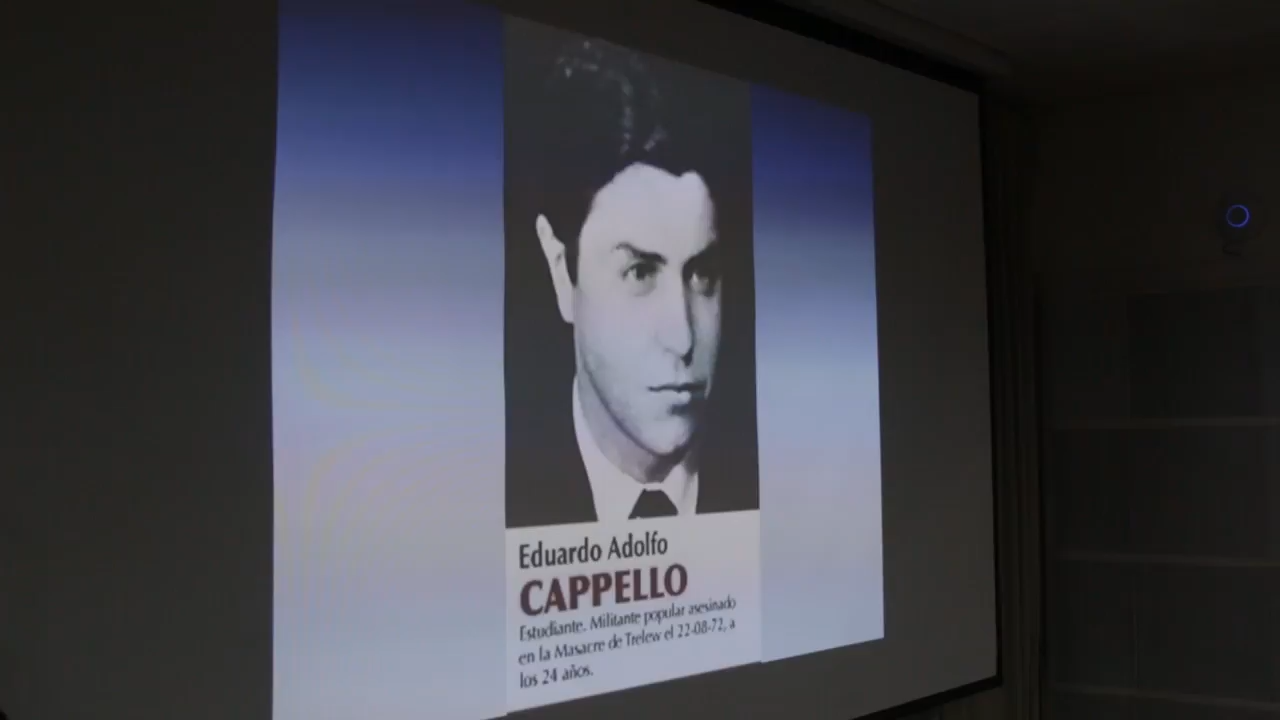 Eduardo Adolfo
CAPPELLO
Estudiante. Militante popular asesinado
en la Masacre de Trelew el 22-08-72, a
los 24 años.